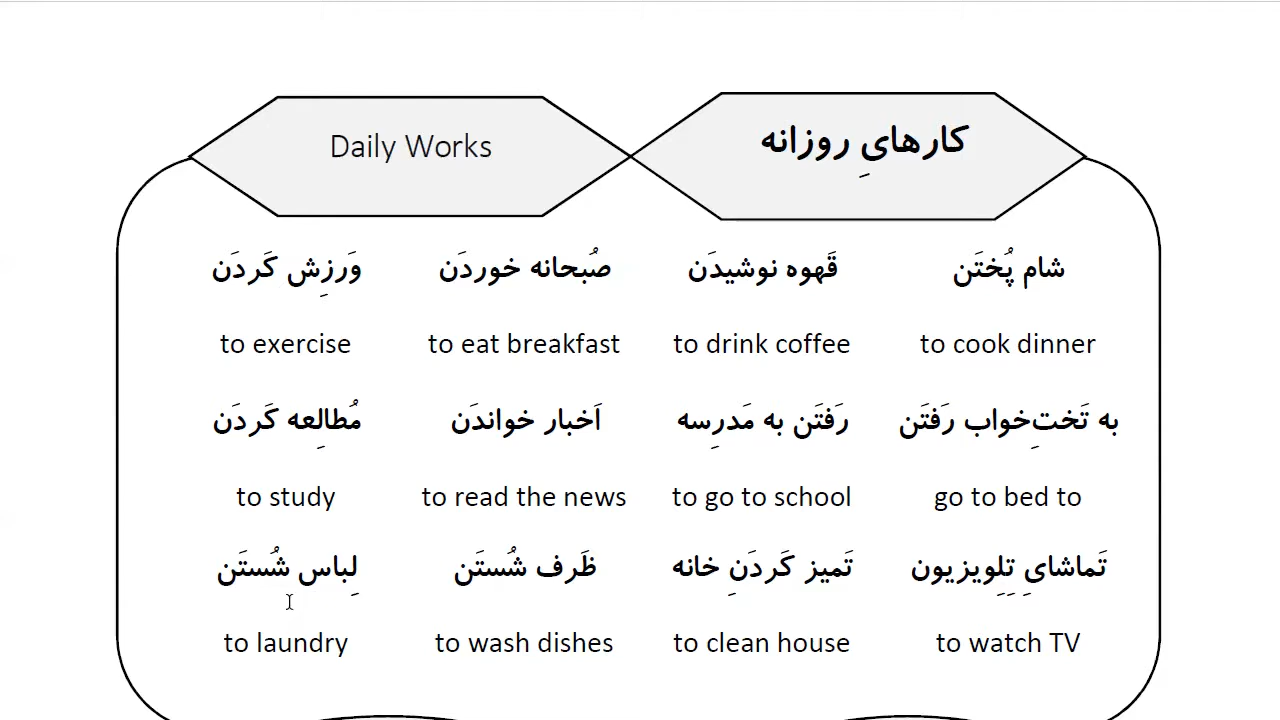 Daily Works
کارهایِ روزانه
وَرزِش کَردَن
صُبحانه خوردَن
قَهوه نوشیدَن
شام پُختَن
to exercise
to eat breakfast
to drink coffee
to cook dinner
مُطالِعه کَردَن
اَخبار خواندَن
رَفتَن به مَدرِسه
به تَختِ‌خواب رَفتَن
to study
to read the news
to go to school
go to bed to
لِباس شُستَن
ظَرف شُستَن
تَمیز کَردَنِ خانه
تَماشایِ تِلِویزیون
to laundry
to wash dishes
to clean house
to watch TV